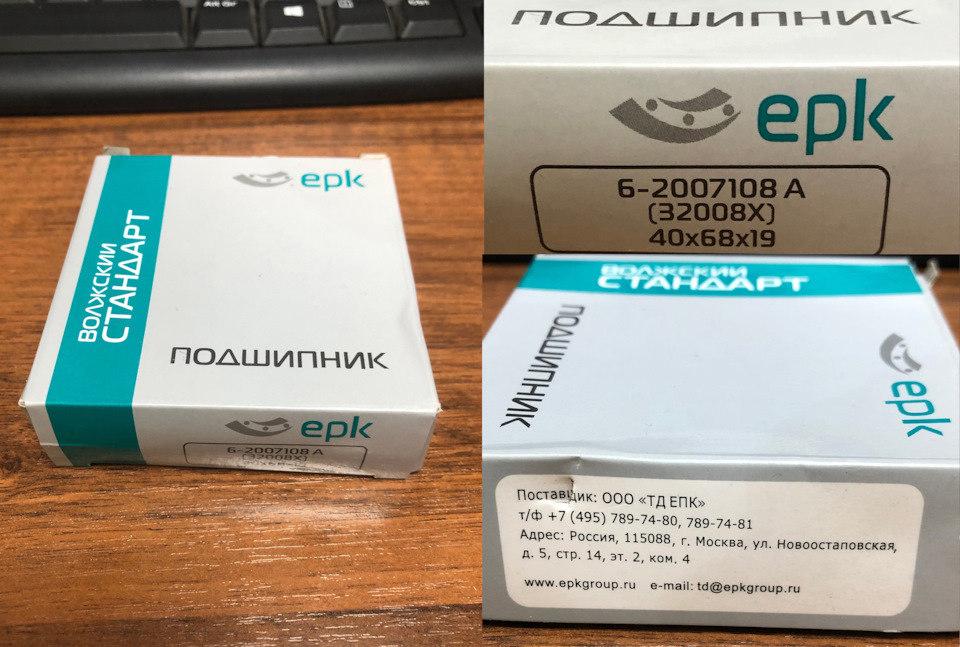 epk
ВОЛЖСКИЙ
СТАНДАРТ
ПОДШИПНИК
epk
6-2007108 А
(32008X)
40x68x19
ПОДШИПНИК
epk
6-2007108 А
(32008X)
40x68x19
ВОЛЖСКИЙ
СТАНДАРТ
ПОДШИПНИК
epk
Поставщик: ООО «ТД ЕПК»
т/ф +7 (495) 789-74-80, 789-74-81
Адрес: Россия, 115088, г. Москва, ул. Новоостаповская,
д. 5, стр. 14, эт. 2, ком. 4
www.epkgroup.ru e-mail: td@epkgroup.ru